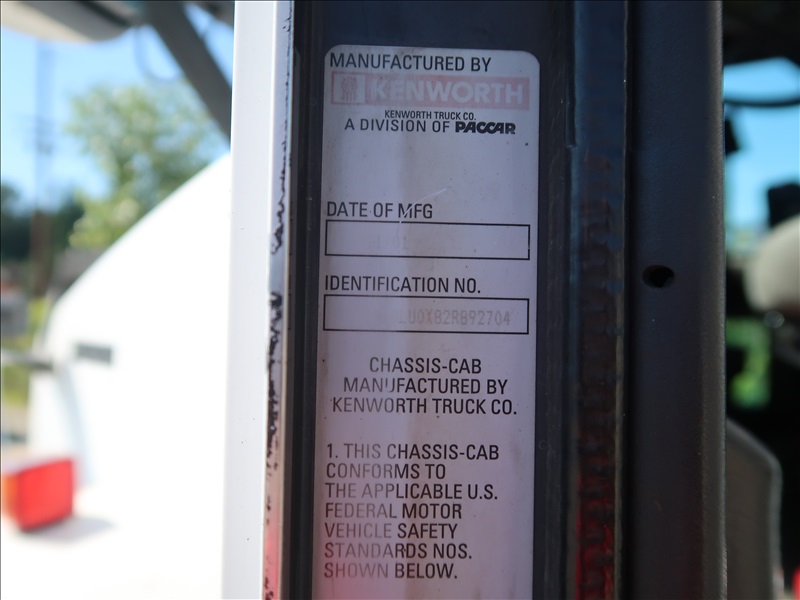 MANUFACTURED BY
KENWORTH
KENWORTH TRUCK CO.
A DIVISION OF PACCAR
DATE OF MFG
IDENTIFICATION NO.
CHASSIS-CAB
MANUFACTURED BY
KENWORTH TRUCK CO.
1. THIS CHASSIS-CAB
CONFORMS TO
THE APPLICABLE U.S.
FEDERAL MOTOR
VEHICLE SAFETY
STANDARDS NOS.
SHOWN BELOW.